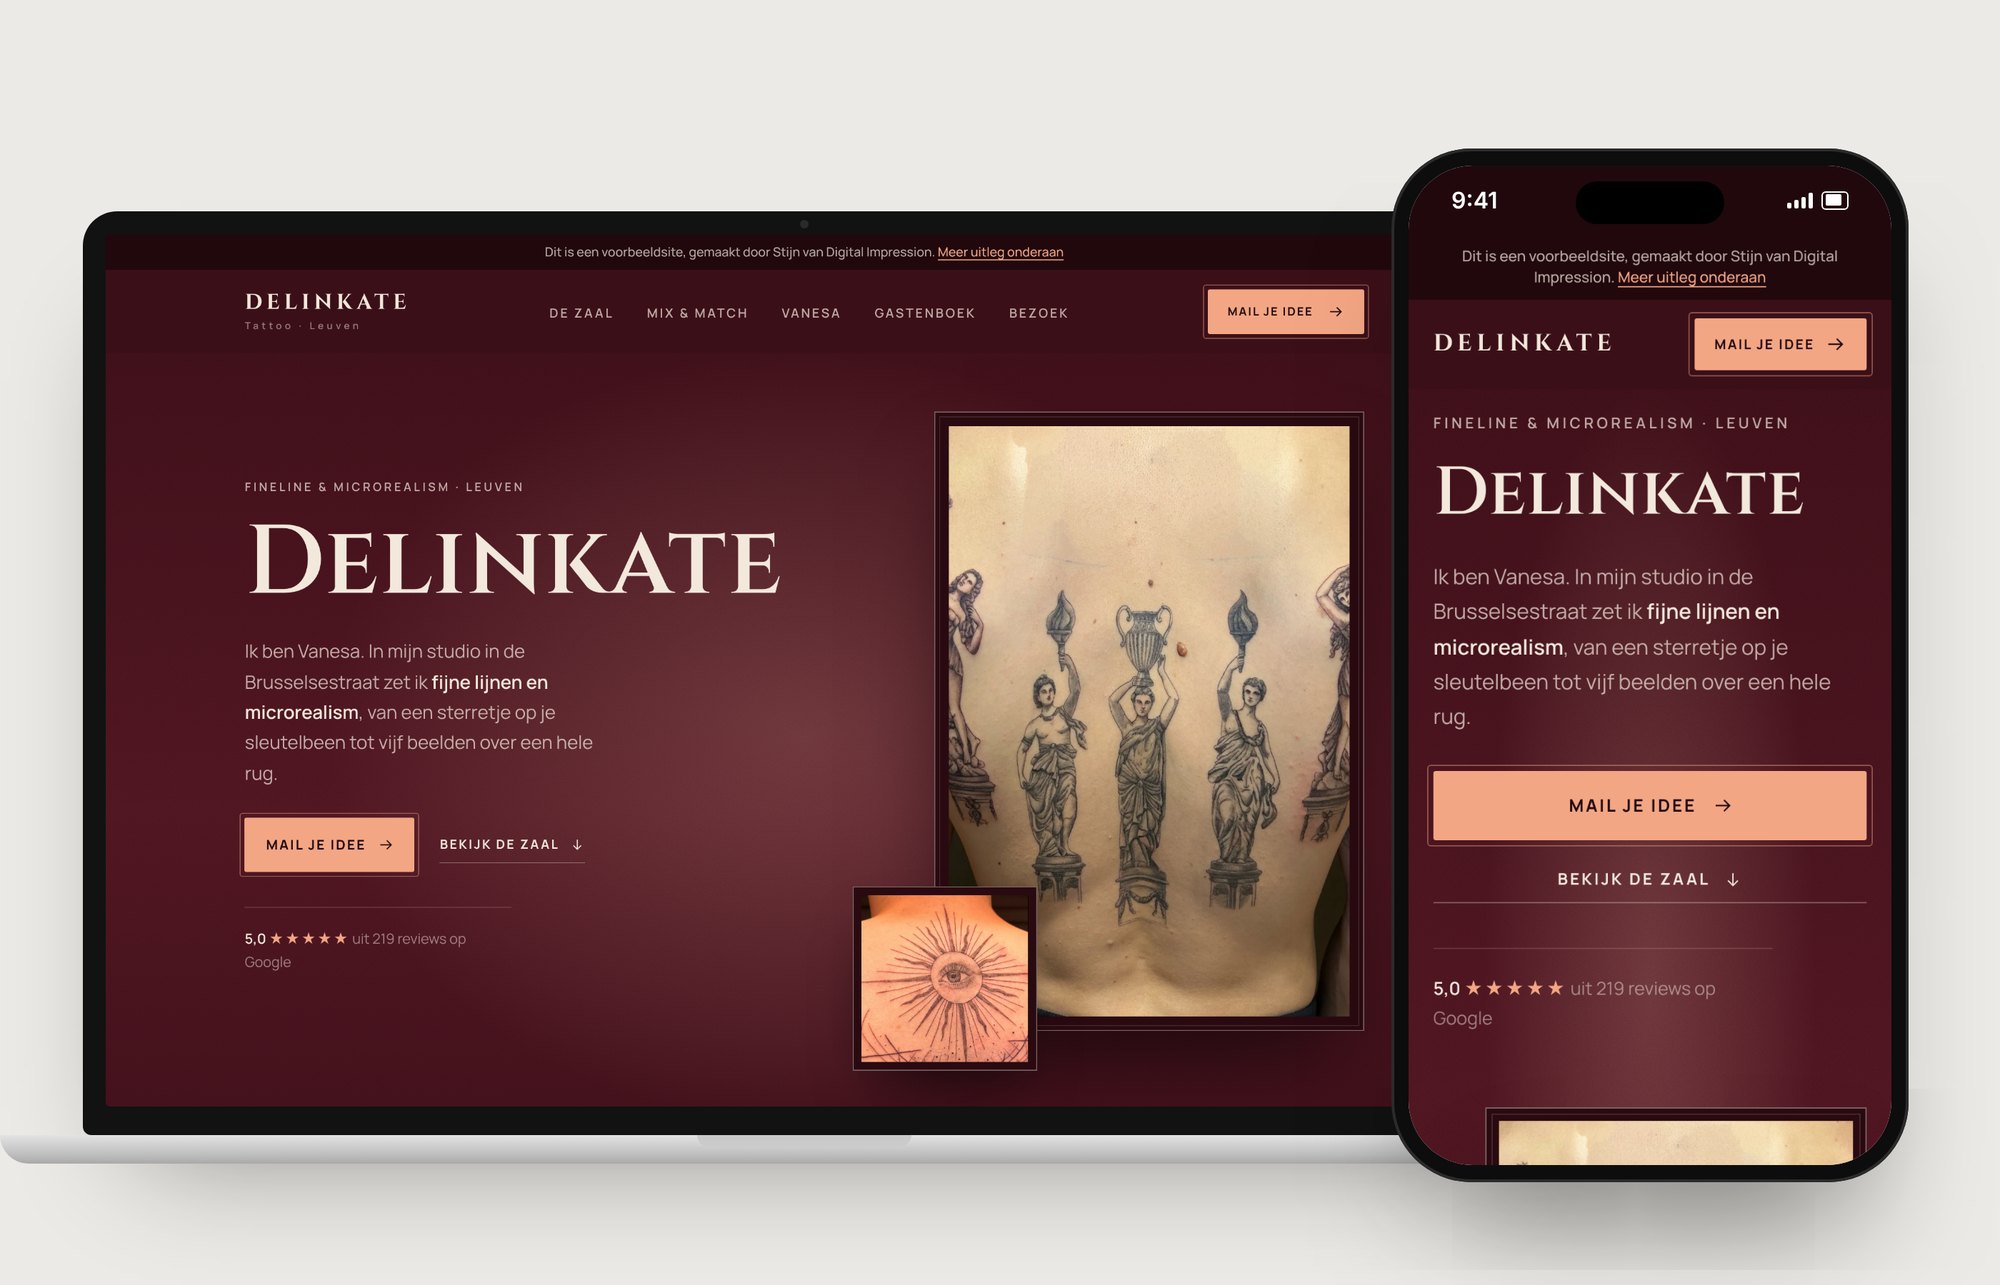 Dit is een voorbeeldsite, gemaakt door Stijn van Digital Impression. Meer uitleg onderaan
DELINKATE
Tattoo · Leuven
DE ZAAL
MIX & MATCH
VANESA
GASTENBOEK
BEZOEK
MAIL JE IDEE →
FINELINE & MICROREALISM · LEUVEN
DELINKATE
Ik ben Vanesa. In mijn studio in de
Brusselsestraat zet ik fijne lijnen en
microrealism, van een sterretje op je
sleutelbeen tot vijf beelden over een hele
rug.
MAIL JE IDEE →
BEKIJK DE ZAAL ↓
5,0 ★★★★★ uit 219 reviews op
Google
9:41
Dit is een voorbeeldsite, gemaakt door Stijn van Digital
Impression. Meer uitleg onderaan
DELINKATE
MAIL JE IDEE →
FINELINE & MICROREALISM · LEUVEN
DELINKATE
Ik ben Vanesa. In mijn studio in de
Brusselsestraat zet ik fijne lijnen en
microrealism, van een sterretje op je
sleutelbeen tot vijf beelden over een hele
rug.
MAIL JE IDEE →
BEKIJK DE ZAAL ↓
5,0 ★★★★★ uit 219 reviews op
Google